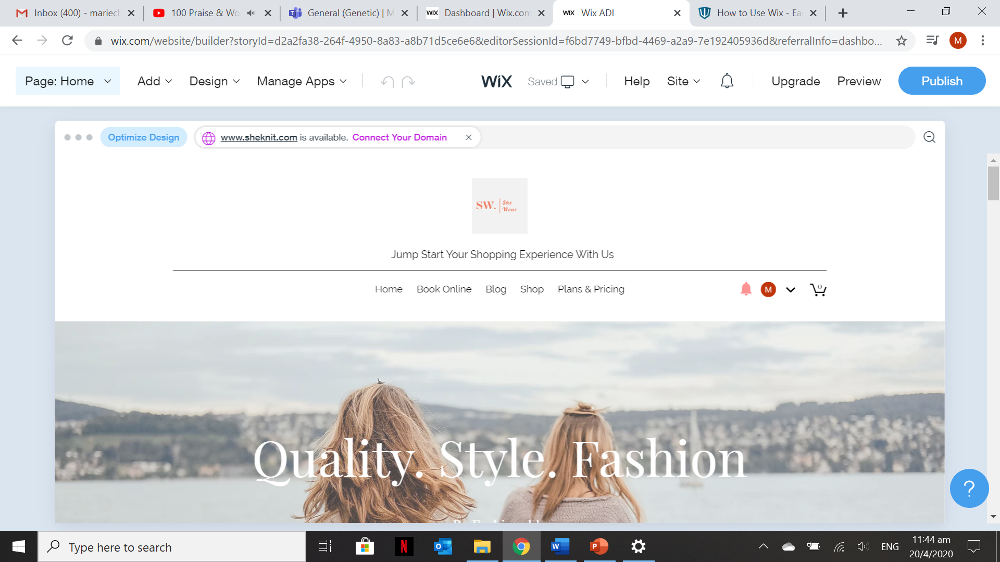 Inbox (400) - mariech
100 Praise & Wo
General (Genetic) | M
WIX Dashboard | Wix.com
WIX Wix ADI
How to Use Wix - Eas
wix.com/website/builder?storyId=d2a2fa38-264f-4950-8a83-a8b71d5ce6e6&editorSessionId=f6bd7749-bfbd-4469-a2a9-7e192405936d&referralInfo=dashbo... M
Page: Home Add Design Manage Apps WiX Saved Help Site Upgrade Preview Publish
Optimize Design www.sheknit.com is available. Connect Your Domain
SW. She
Wear
Jump Start Your Shopping Experience With Us
Home Book Online Blog Shop Plans & Pricing M 0
Quality. Style. Fashion
?
Type here to search
ENG
11:44 am
20/4/2020